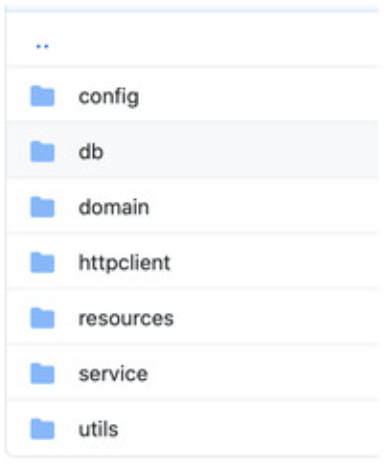 ..
config
db
domain
httpclient
resources
service
utils